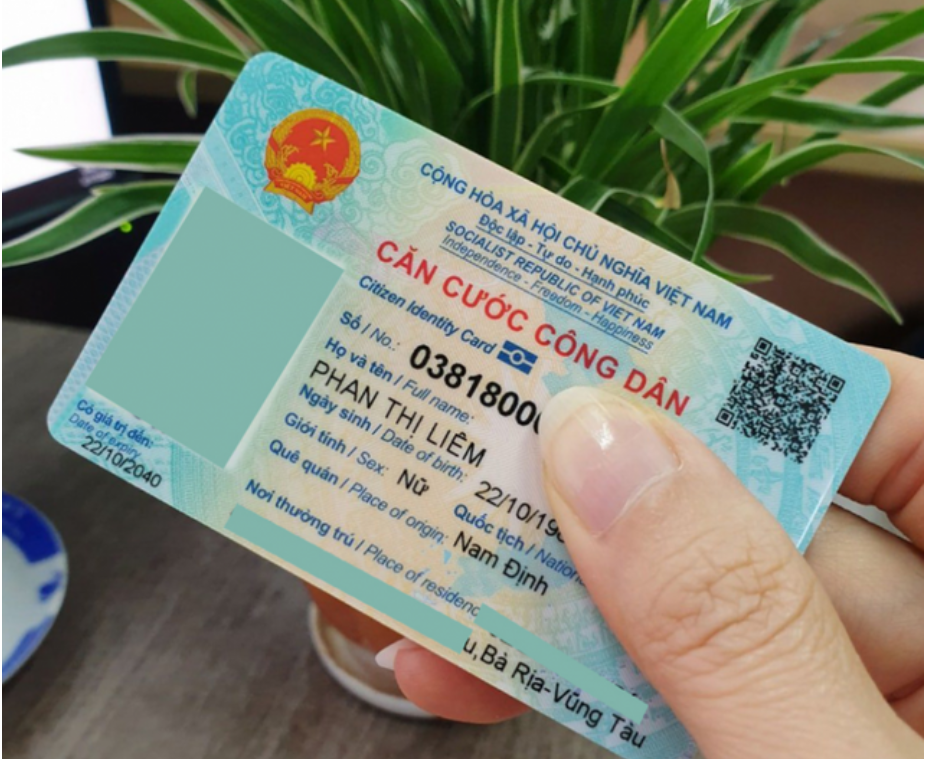 CỘNG HÒA XÃ HỘI CHỦ NGHĨA VIỆT NAM
Độc lập - Tự do - Hạnh phúc
SOCIALIST REPUBLIC OF VIET NAM
Independence - Freedom - Happiness
CĂN CƯỚC CÔNG DÂN
Citizen Identity Card
Số / No.: 0381800
Họ và tên / Full name:
PHAN THỊ LIÊM
Ngày sinh / Date of birth: 22/10/19
Giới tính / Sex: Nữ Quốc tịch /
Quê quán / Place of origin: Nam Định
Nơi thường trú / Place of
u,Bà Rịa-Vũng Tàu
Có giá trị đến:
Date of expiry
22/10/2040